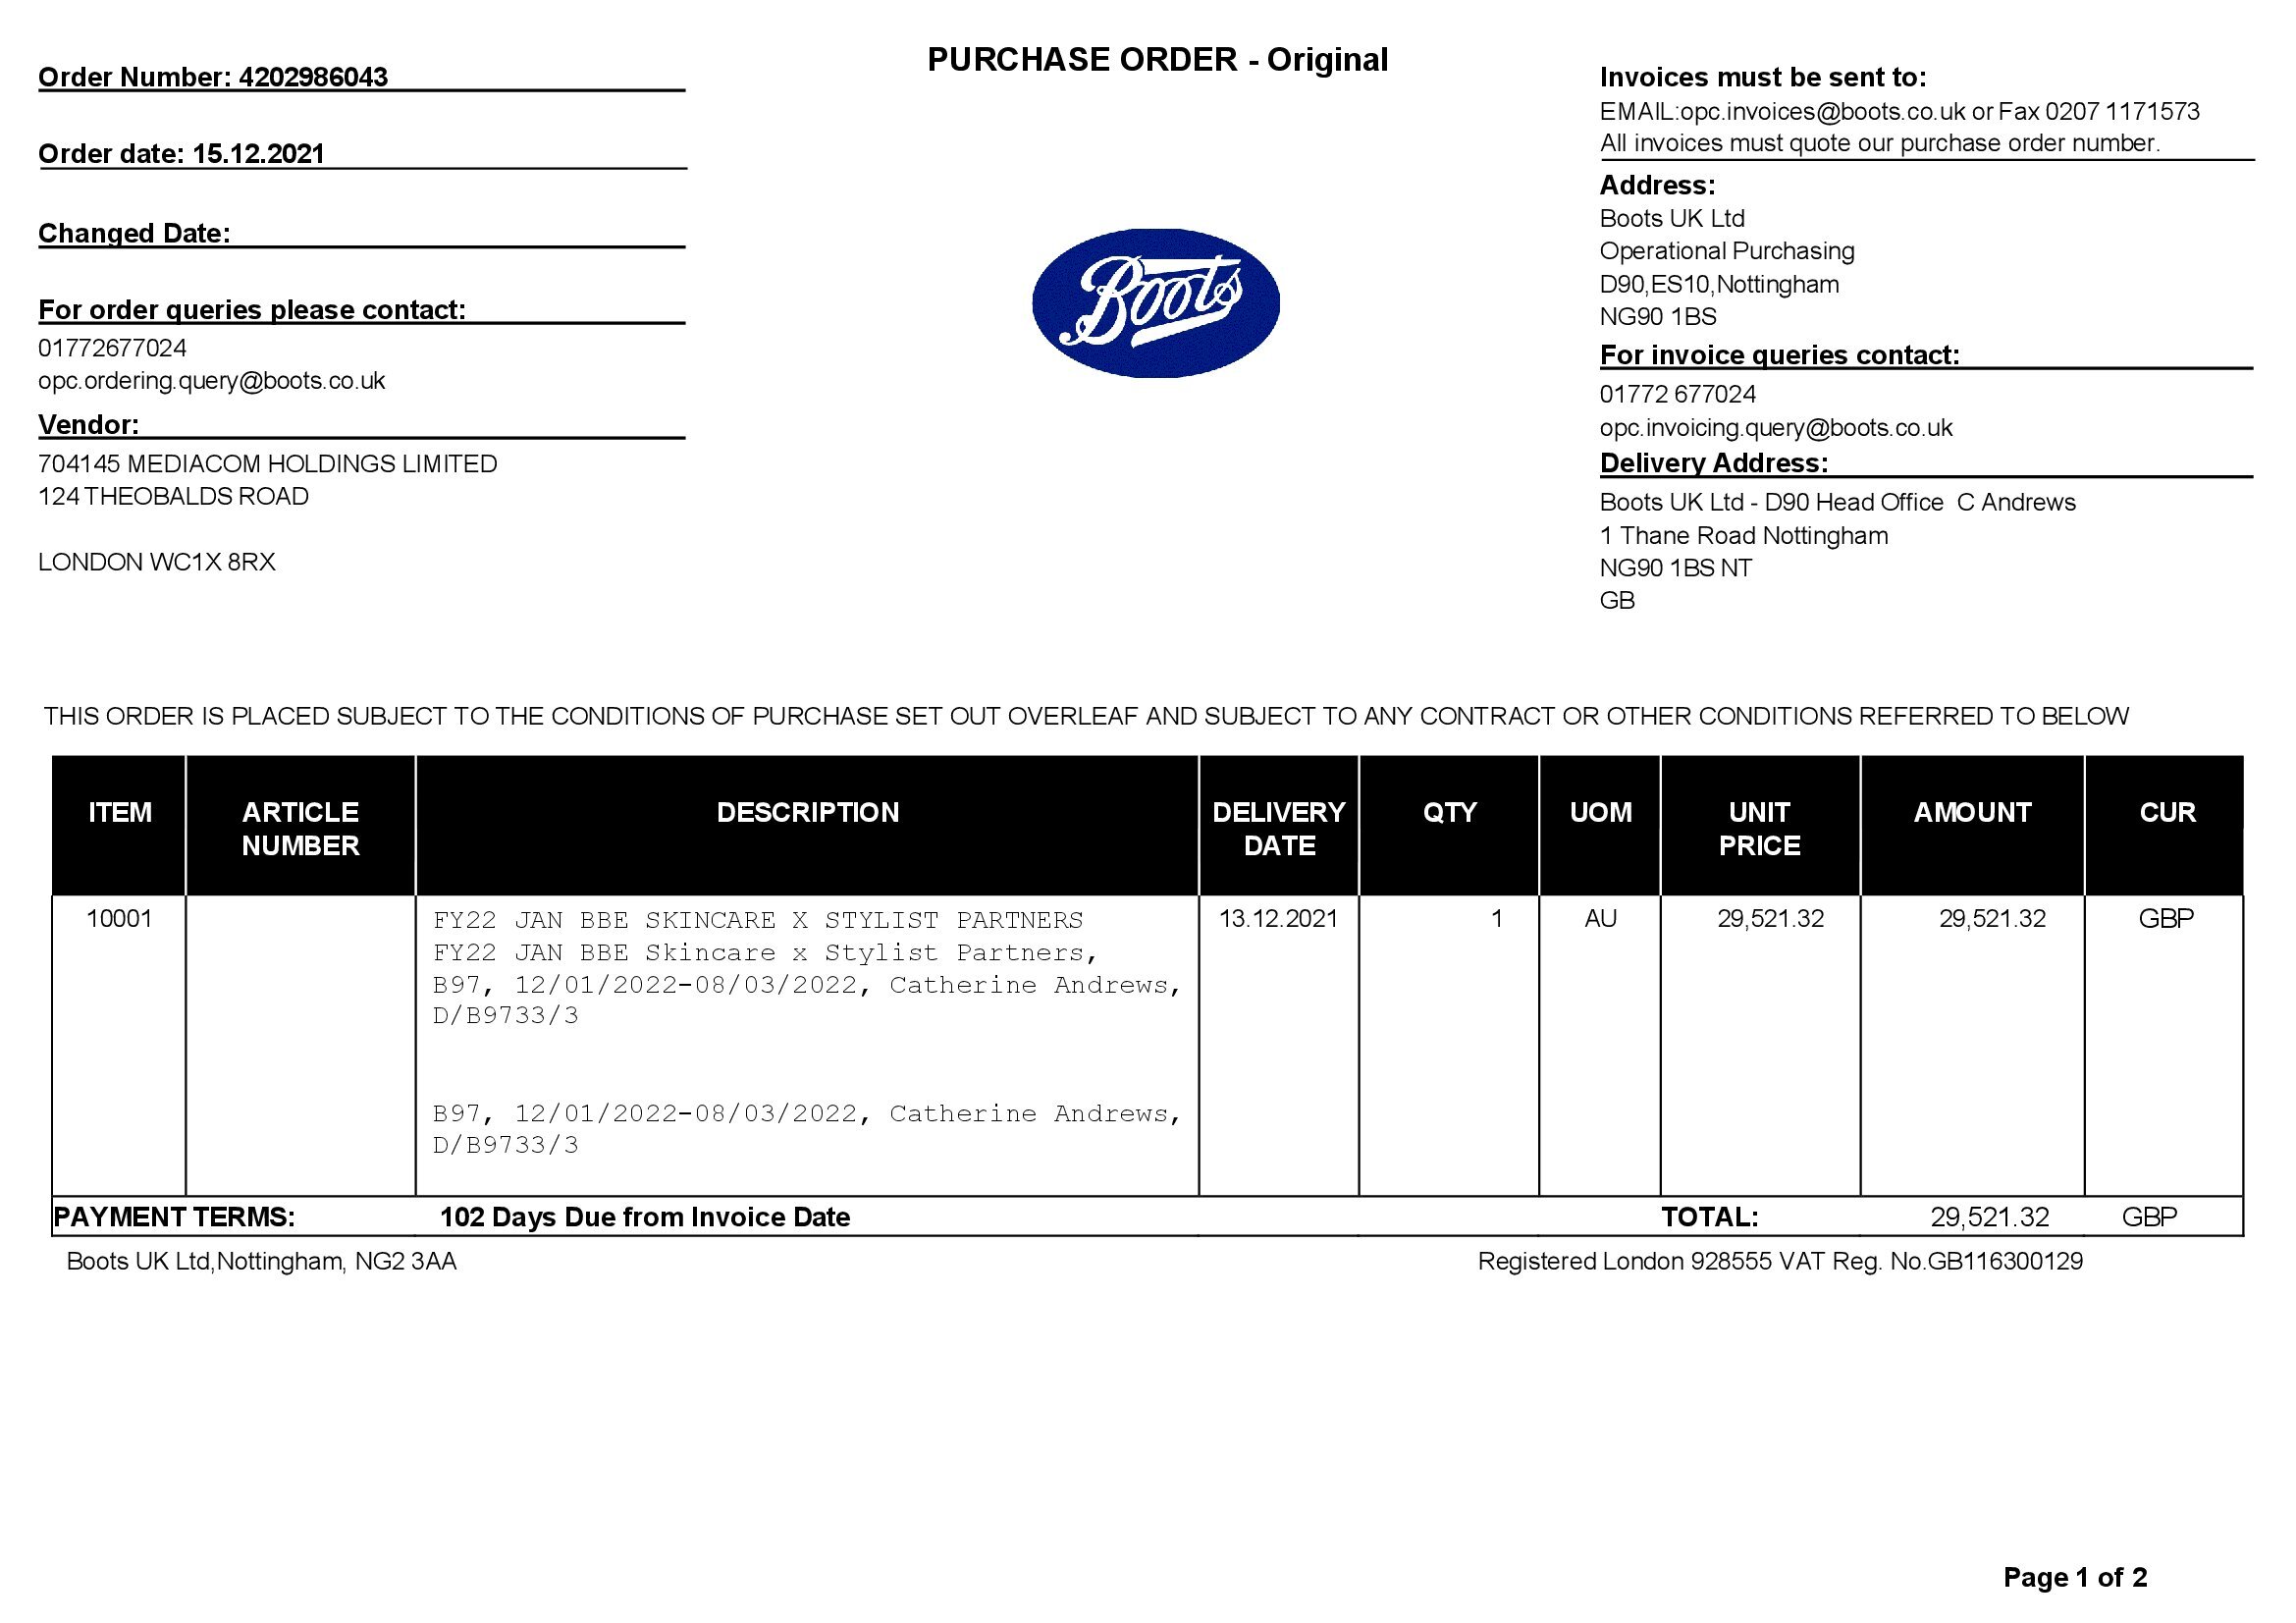 PURCHASE ORDER - Original
Order Number: 4202986043
Order date: 15.12.2021
Changed Date:
For order queries please contact:
01772677024
opc.ordering.query@boots.co.uk
Vendor:
704145 MEDIACOM HOLDINGS LIMITED
124 THEOBALDS ROAD
LONDON WC1X 8RX
Boots
Invoices must be sent to:
EMAIL:opc.invoices@boots.co.uk or Fax 0207 1171573
All invoices must quote our purchase order number.
Address:
Boots UK Ltd
Operational Purchasing
D90,ES10,Nottingham
NG90 1BS
For invoice queries contact:
01772 677024
opc.invoicing.query@boots.co.uk
Delivery Address:
Boots UK Ltd - D90 Head Office  C Andrews
1 Thane Road Nottingham
NG90 1BS NT
GB
THIS ORDER IS PLACED SUBJECT TO THE CONDITIONS OF PURCHASE SET OUT OVERLEAF AND SUBJECT TO ANY CONTRACT OR OTHER CONDITIONS REFERRED TO BELOW
ITEM ARTICLE NUMBER DESCRIPTION DELIVERY DATE QTY UOM UNIT PRICE AMOUNT CUR
10001 FY22 JAN BBE SKINCARE X STYLIST PARTNERS 13.12.2021 1 AU 29,521.32 29,521.32 GBP
FY22 JAN BBE Skincare x Stylist Partners,
B97, 12/01/2022-08/03/2022, Catherine Andrews,
D/B9733/3
B97, 12/01/2022-08/03/2022, Catherine Andrews,
D/B9733/3
PAYMENT TERMS: 102 Days Due from Invoice Date TOTAL: 29,521.32 GBP
Boots UK Ltd,Nottingham, NG2 3AA Registered London 928555 VAT Reg. No.GB116300129
Page 1 of 2